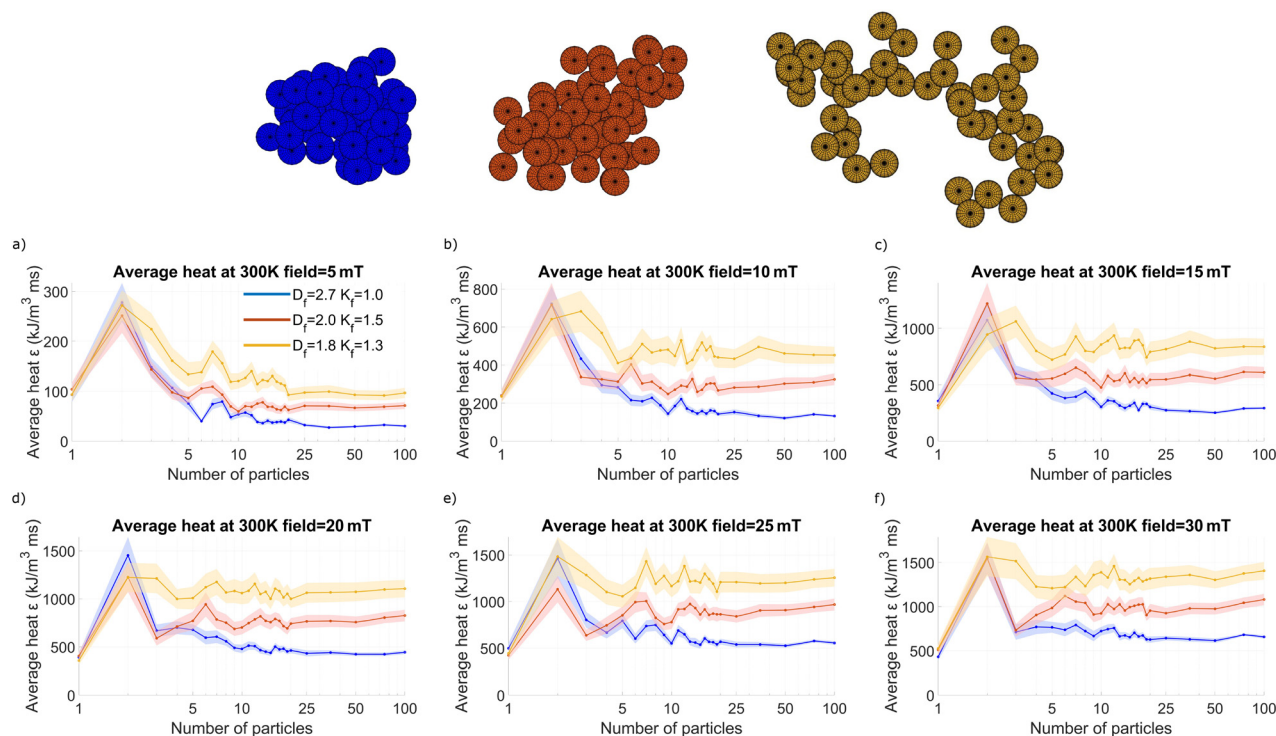 a)
Average heat at 300K field=5 mT
Average heat ε (kJ/m³ ms)
300
200
100
0
D_f=2.7 K_f=1.0
D_f=2.0 K_f=1.5
D_f=1.8 K_f=1.3
1 5 10 25 50 100
Number of particles
b)
Average heat at 300K field=10 mT
Average heat ε (kJ/m³ ms)
800
600
400
200
0
1 5 10 25 50 100
Number of particles
c)
Average heat at 300K field=15 mT
Average heat ε (kJ/m³ ms)
1000
500
0
1 5 10 25 50 100
Number of particles
d)
Average heat at 300K field=20 mT
Average heat ε (kJ/m³ ms)
1500
1000
500
0
1 5 10 25 50 100
Number of particles
e)
Average heat at 300K field=25 mT
Average heat ε (kJ/m³ ms)
1500
1000
500
0
1 5 10 25 50 100
Number of particles
f)
Average heat at 300K field=30 mT
Average heat ε (kJ/m³ ms)
1500
1000
500
0
1 5 10 25 50 100
Number of particles